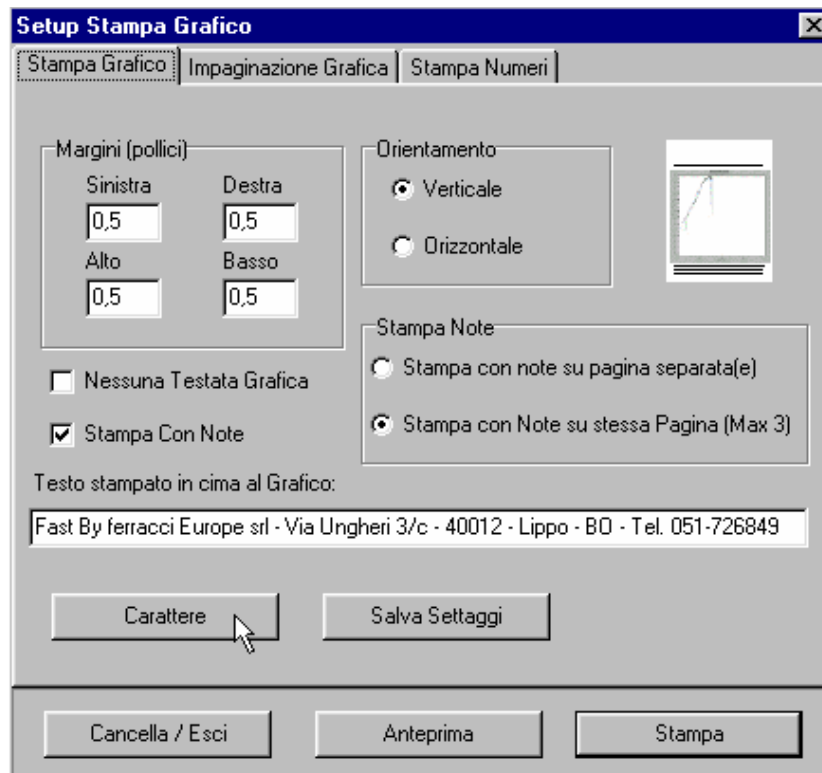 Setup Stampa Grafico
Stampa Grafico Impaginazione Grafica Stampa Numeri
Margini (pollici)
Sinistra Destra
0,5 0,5
Alto Basso
0,5 0,5
Orientamento
Verticale
Orizzontale
Nessuna Testata Grafica
Stampa Con Note
Stampa Note
Stampa con note su pagina separata(e)
Stampa con Note su stessa Pagina (Max 3)
Testo stampato in cima al Grafico:
Fast By ferracci Europe srl - Via Ungheri 3/c - 40012 - Lippo - BO - Tel. 051-726849
Carattere Salva Settaggi
Cancella / Esci Anteprima Stampa